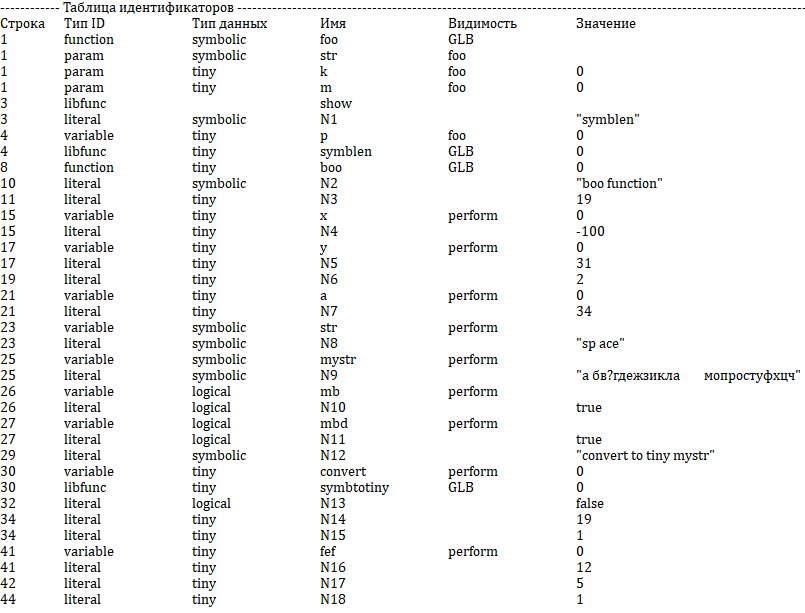 ------------ Таблица идентификаторов ------------
Строка Тип ID Тип данных Имя Видимость Значение
1 function symbolic foo GLB
1 param symbolic str foo
1 param tiny k foo 0
1 param tiny m foo 0
3 libfunc show
3 literal symbolic N1 "symblen"
4 variable tiny p foo 0
4 libfunc tiny symblen GLB 0
8 function tiny boo GLB 0
10 literal symbolic N2 "boo function"
11 literal tiny N3 19
15 variable tiny x perform 0
15 literal tiny N4 -100
17 variable tiny y perform 0
17 literal tiny N5 31
19 literal tiny N6 2
21 variable tiny a perform 0
21 literal tiny N7 34
23 variable symbolic str perform
23 literal symbolic N8 "sp ace"
25 variable symbolic mystr perform
25 literal symbolic N9 "а бв?гдежзикла мопростуфхцч"
26 variable logical mb perform
26 literal logical N10 true
27 variable logical mbd perform
27 literal logical N11 true
29 literal symbolic N12 "convert to tiny mystr"
30 variable tiny convert perform 0
30 libfunc tiny symbtotiny GLB 0
32 literal logical N13 false
34 literal tiny N14 19
34 literal tiny N15 1
41 variable tiny fef perform 0
41 literal tiny N16 12
42 literal tiny N17 5
44 literal tiny N18 1